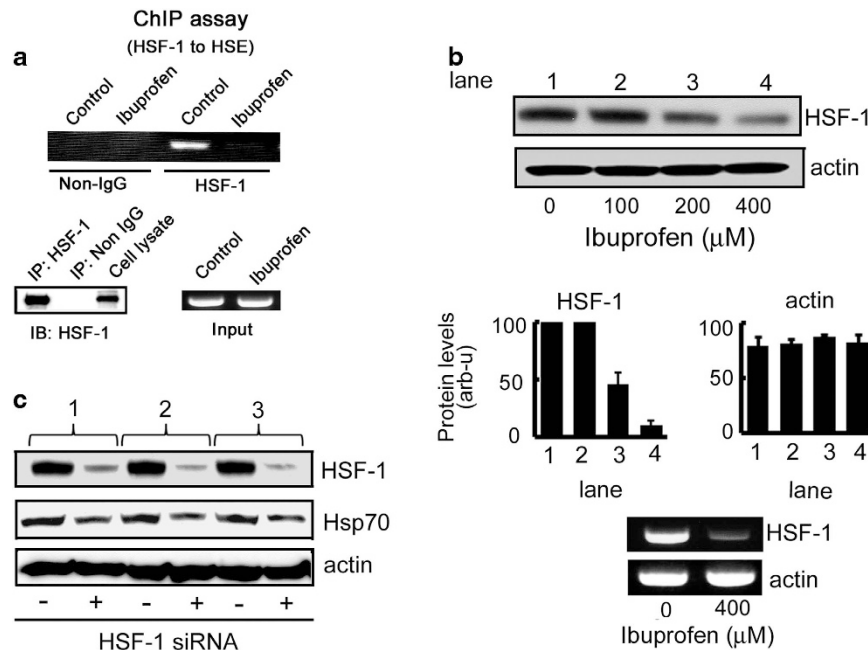 ChIP assay
(HSF-1 to HSE)
a
Control Ibuprofen Control Ibuprofen
Non-IgG HSF-1
IP: HSF-1 IP: Non IgG Cell lysate
IB: HSF-1
Control Ibuprofen
Input
b
lane 1 2 3 4
HSF-1
actin
0 100 200 400
Ibuprofen (μM)
HSF-1
Protein levels
(arb-u)
100
50
0
1 2 3 4
lane
actin
100
50
0
1 2 3 4
lane
HSF-1
actin
0 400
Ibuprofen (μM)
c
1 2 3
HSF-1
Hsp70
actin
- + - + - +
HSF-1 siRNA